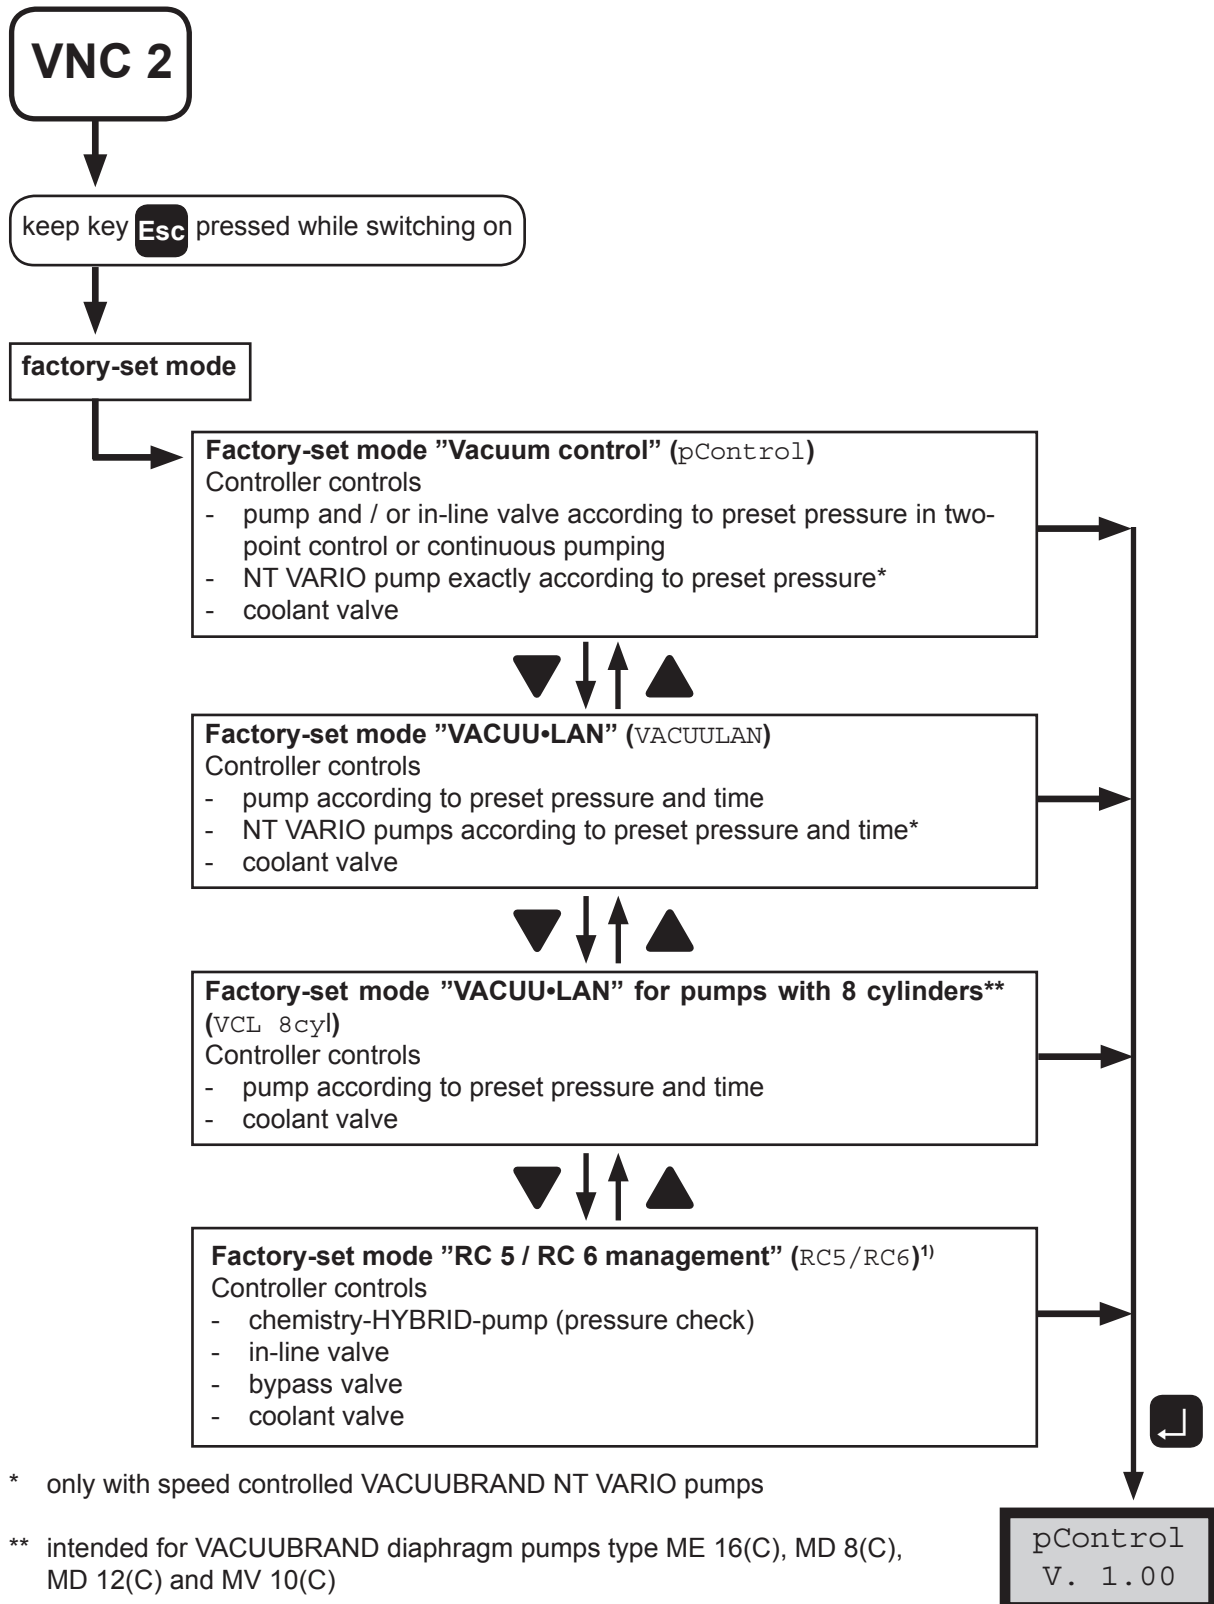 VNC 2
keep key Esc pressed while switching on
factory-set mode
Factory-set mode ”Vacuum control” (pControl)
Controller controls
- pump and / or in-line valve according to preset pressure in two-
point control or continuous pumping
- NT VARIO pump exactly according to preset pressure*
- coolant valve
Factory-set mode ”VACUU•LAN” (VACUULAN)
Controller controls
- pump according to preset pressure and time
- NT VARIO pumps according to preset pressure and time*
- coolant valve
Factory-set mode ”VACUU•LAN” for pumps with 8 cylinders**
(VCL 8cyl)
Controller controls
- pump according to preset pressure and time
- coolant valve
Factory-set mode ”RC 5 / RC 6 management” (RC5/RC6)1)
Controller controls
- chemistry-HYBRID-pump (pressure check)
- in-line valve
- bypass valve
- coolant valve
* only with speed controlled VACUUBRAND NT VARIO pumps
** intended for VACUUBRAND diaphragm pumps type ME 16(C), MD 8(C),
MD 12(C) and MV 10(C)
pControl
V. 1.00